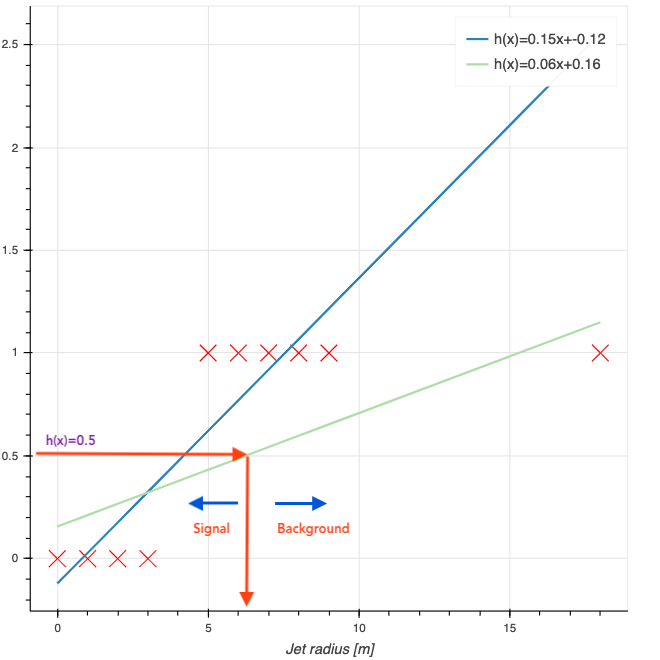 2.5
2
1.5
1
0.5
0
h(x)=0.15x+-0.12
h(x)=0.06x+0.16
h(x)=0.5
Signal
Background
0
5
10
15
Jet radius [m]